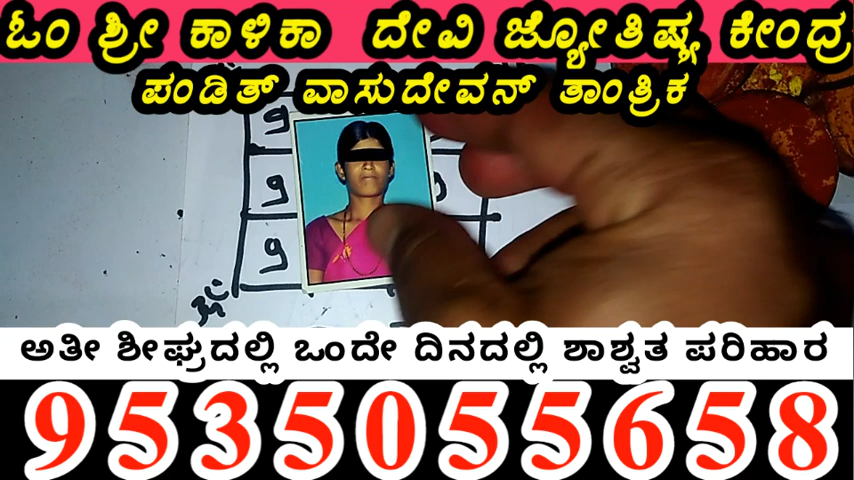 ಓಂ ಶ್ರೀ ಕಾಳಿಕಾ ದೇವಿ ಜ್ಯೋತಿಷ್ಯ ಕೇಂದ್ರ
ಪಂಡಿತ್ ವಾಸುದೇವನ್ ತಾಂತ್ರಿಕ
ಅತೀ ಶೀಘ್ರದಲ್ಲಿ ಒಂದೇ ದಿನದಲ್ಲಿ ಶಾಶ್ವತ ಪರಿಹಾರ
9535055658